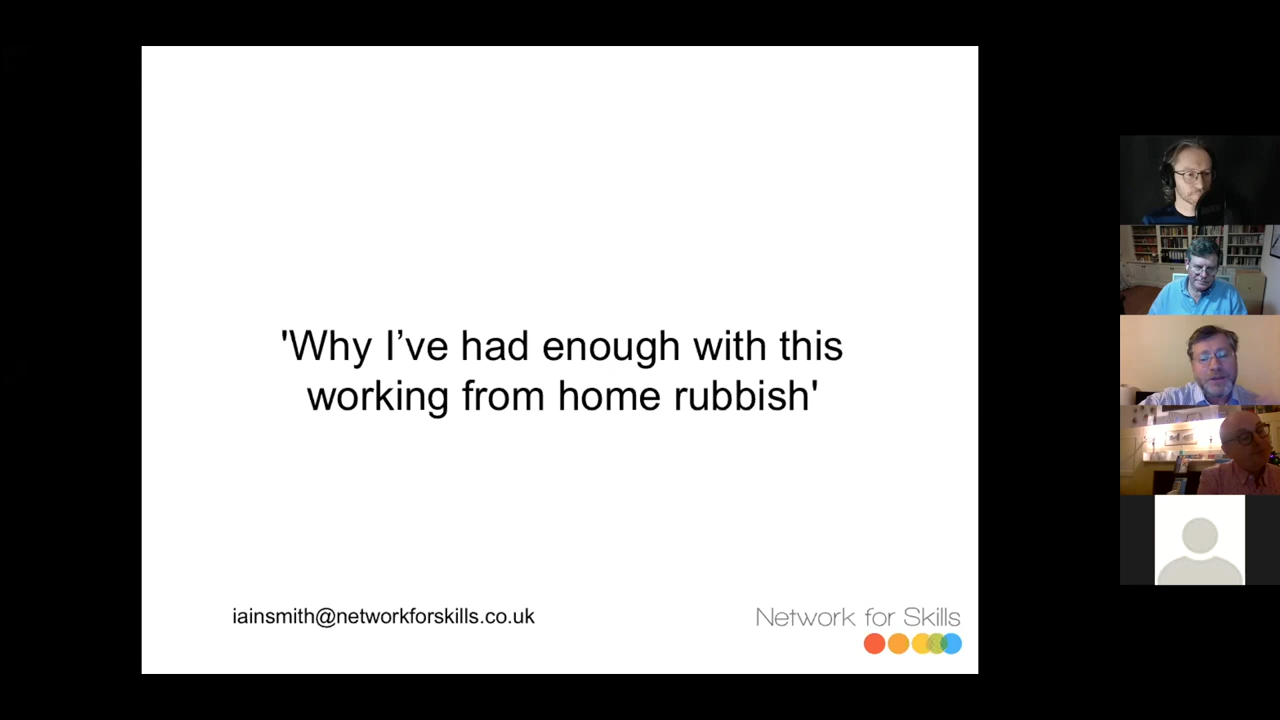 'Why I’ve had enough with this
working from home rubbish'
iainsmith@networkforskills.co.uk
Network for Skills